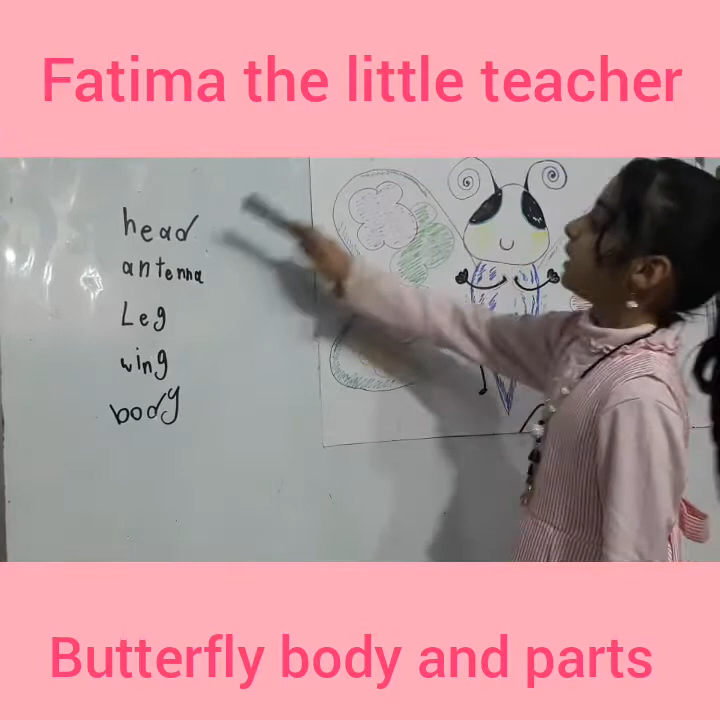 Fatima the little teacher
head
antenna
Leg
wing
body
Butterfly body and parts